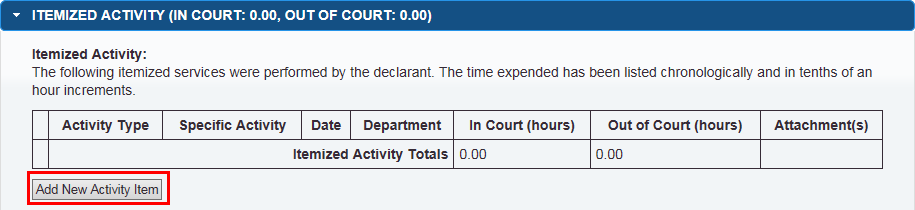 ITEMIZED ACTIVITY (IN COURT: 0.00, OUT OF COURT: 0.00)
Itemized Activity:
The following itemized services were performed by the declarant. The time expended has been listed chronologically and in tenths of an
hour increments.
Activity Type Specific Activity Date Department In Court (hours) Out of Court (hours) Attachment(s)
Itemized Activity Totals 0.00 0.00
Add New Activity Item